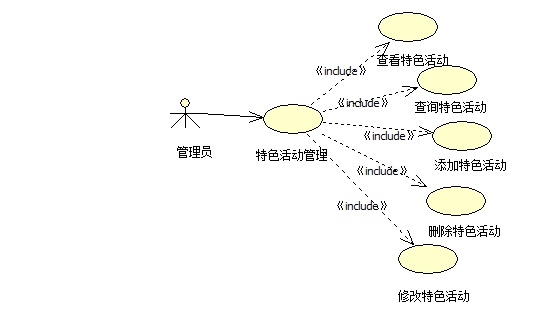 查看特色活动
《include》
查询特色活动
《include》
管理员
特色活动管理
《include》
添加特色活动
《include》
删除特色活动
《include》
修改特色活动